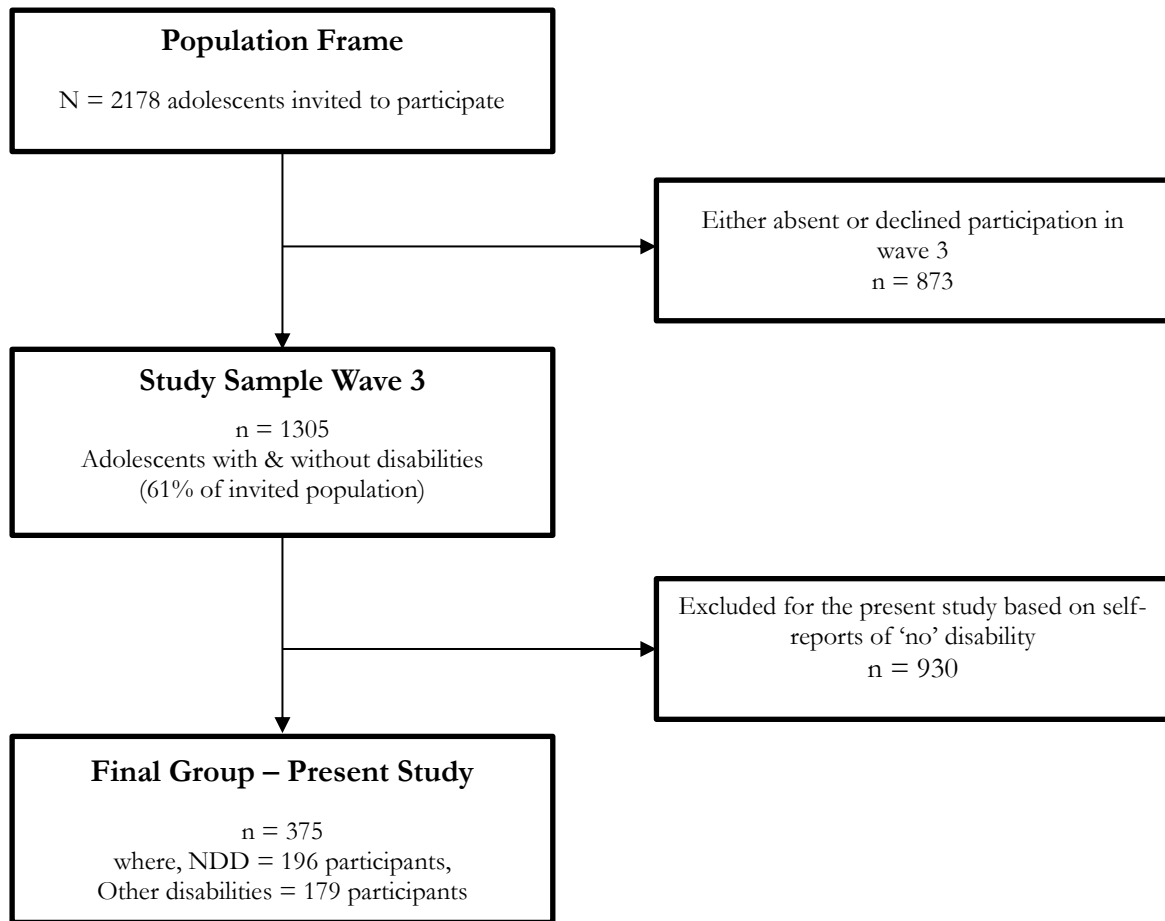 Population Frame
N = 2178 adolescents invited to participate
Either absent or declined participation in
wave 3
n = 873
Study Sample Wave 3
n = 1305
Adolescents with & without disabilities
(61% of invited population)
Excluded for the present study based on self-
reports of ‘no’ disability
n = 930
Final Group – Present Study
n = 375
where, NDD = 196 participants,
Other disabilities = 179 participants